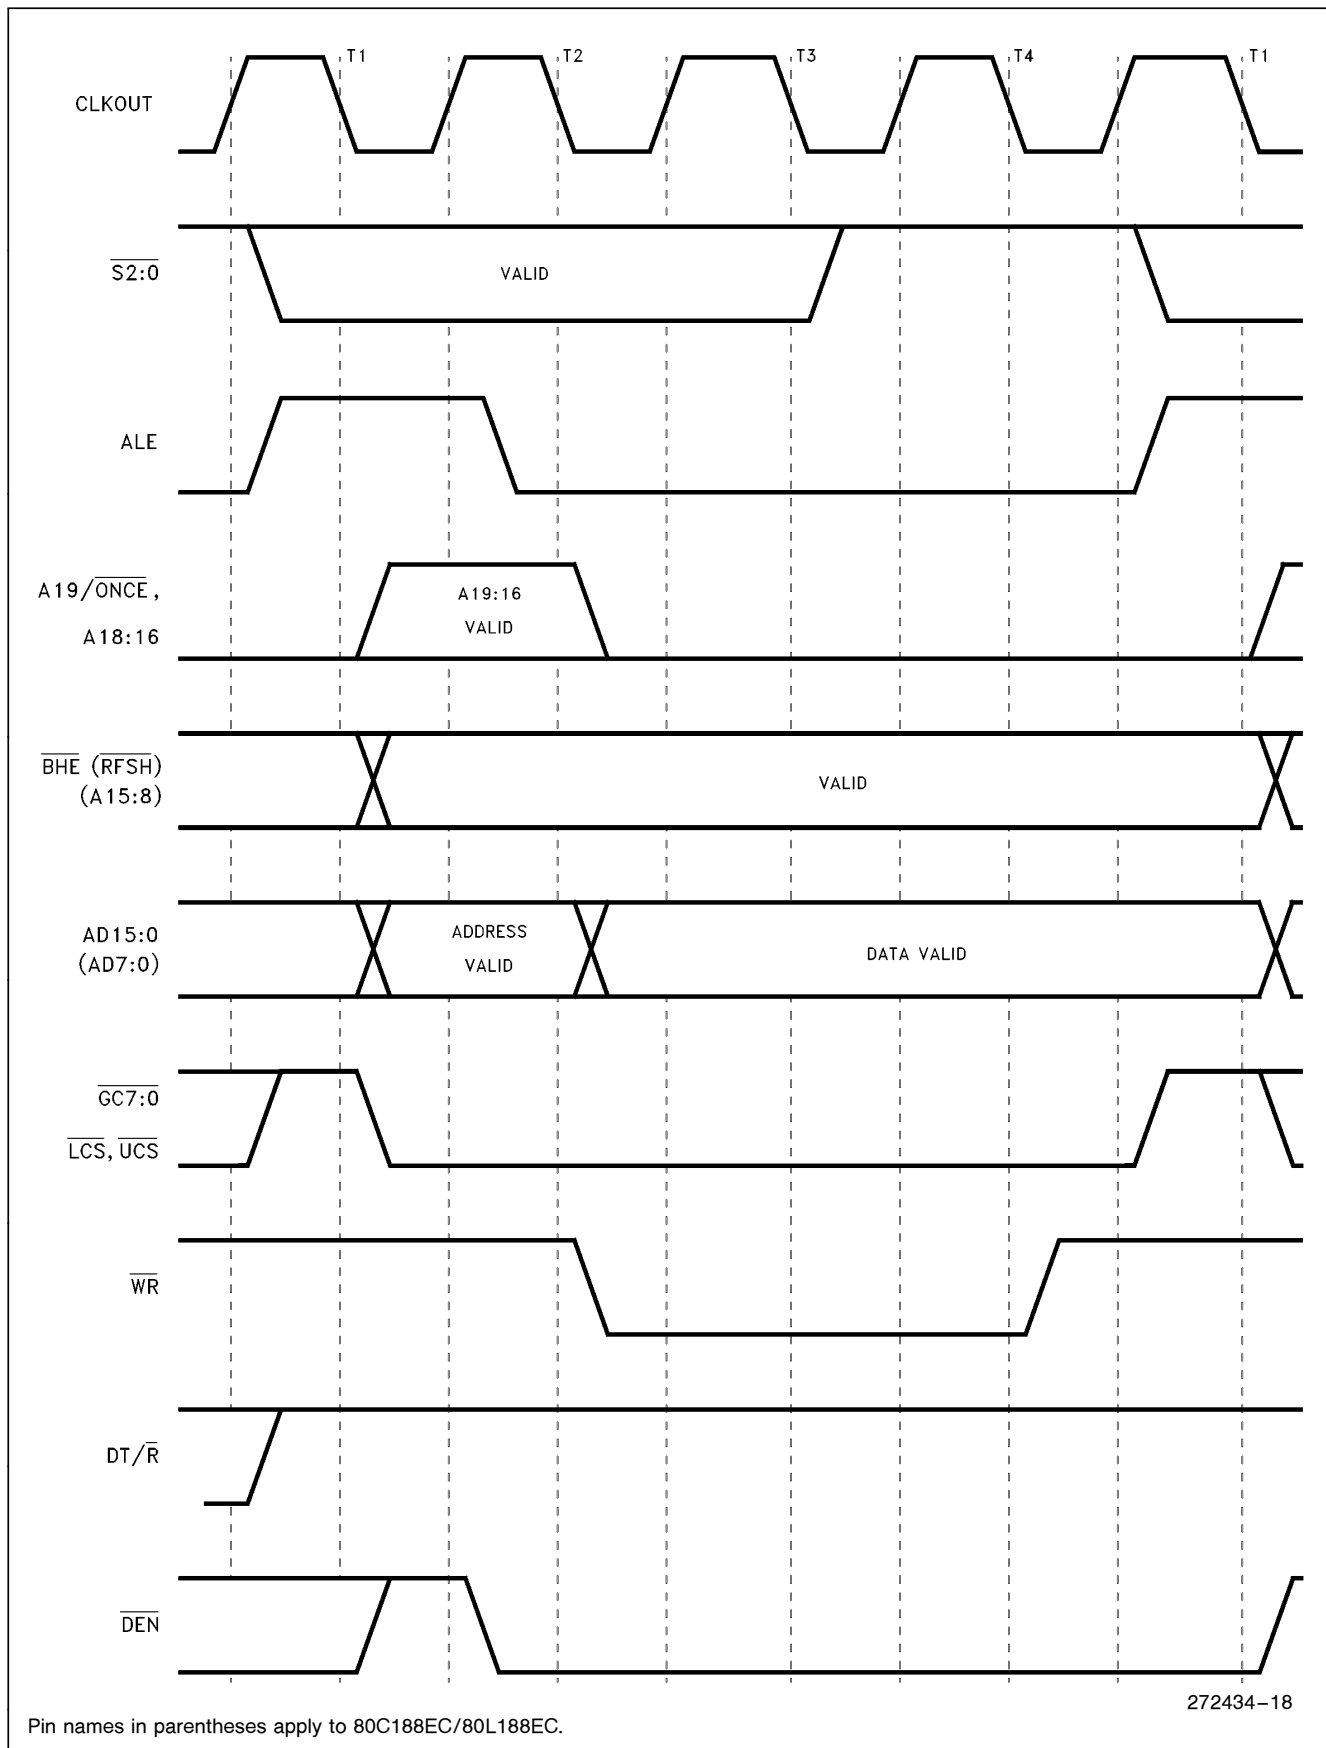 T1 T2 T3 T4 T1
CLKOUT
S2:0
VALID
ALE
A19/ONCE,
A18:16
A19:16
VALID
BHE (RFSH)
(A15:8)
VALID
AD15:0
(AD7:0)
ADDRESS
VALID
DATA VALID
GC7:0
LCS, UCS
WR
DT/R
DEN
272434-18
Pin names in parentheses apply to 80C188EC/80L188EC.